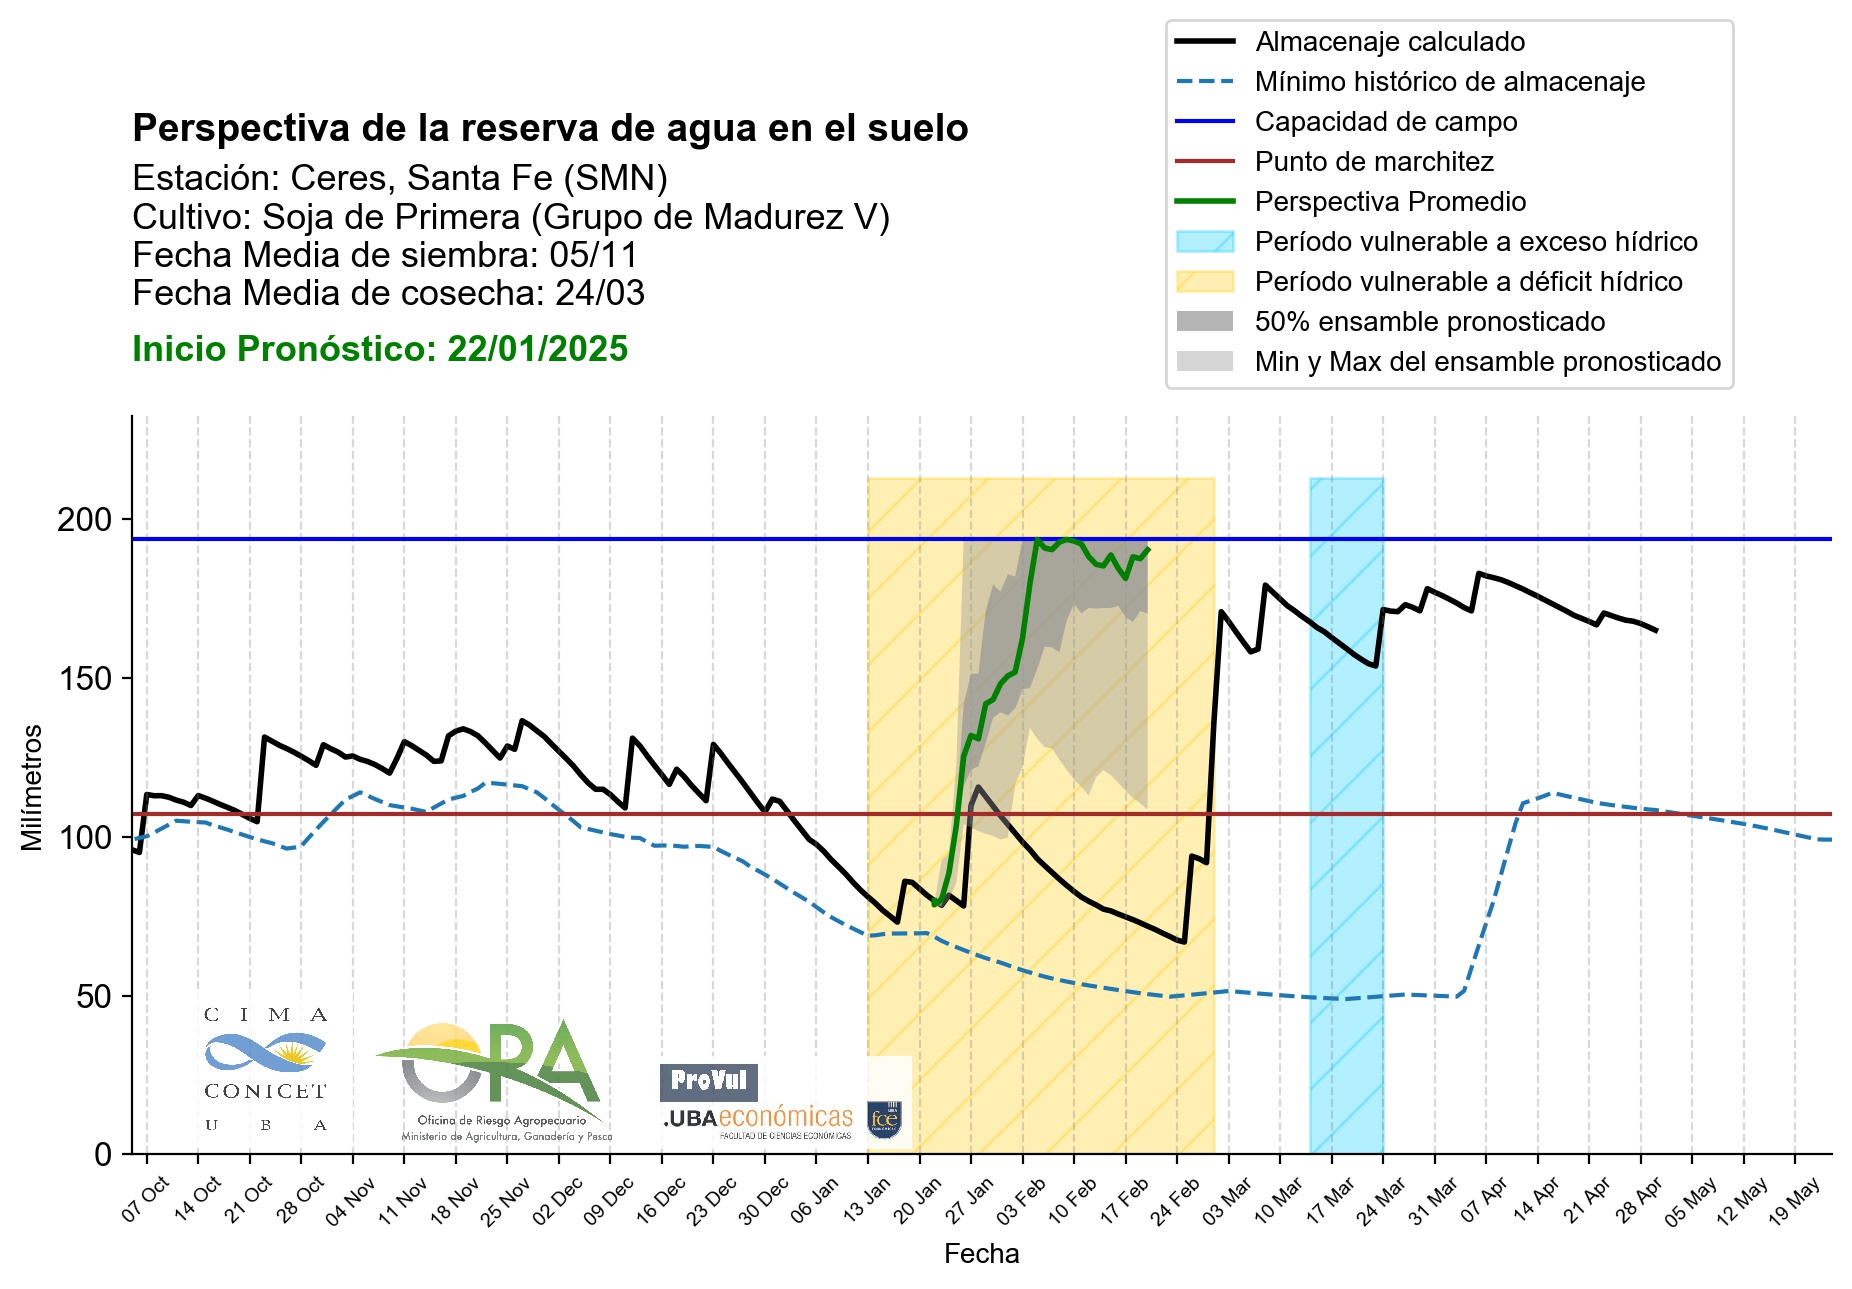 Almacenaje calculado
Mínimo histórico de almacenaje
Capacidad de campo
Punto de marchitez
Perspectiva Promedio
Período vulnerable a exceso hídrico
Período vulnerable a déficit hídrico
50% ensamble pronosticado
Min y Max del ensamble pronosticado
Perspectiva de la reserva de agua en el suelo
Estación: Ceres, Santa Fe (SMN)
Cultivo: Soja de Primera (Grupo de Madurez V)
Fecha Media de siembra: 05/11
Fecha Media de cosecha: 24/03
Inicio Pronóstico: 22/01/2025
200
150
100
50
0
Milímetros
C I M A
CONICET
U B A
ORA
Oficina de Riesgo Agropecuario
Ministerio de Agricultura, Ganadería y Pesca
ProVul
.UBAeconómicas
FACULTAD DE CIENCIAS ECONÓMICAS
UBA
fce
07 Oct
14 Oct
21 Oct
28 Oct
04 Nov
11 Nov
18 Nov
25 Nov
02 Dec
09 Dec
16 Dec
23 Dec
30 Dec
06 Jan
13 Jan
20 Jan
27 Jan
03 Feb
10 Feb
17 Feb
24 Feb
03 Mar
10 Mar
17 Mar
24 Mar
31 Mar
07 Apr
14 Apr
21 Apr
28 Apr
05 May
12 May
19 May
Fecha